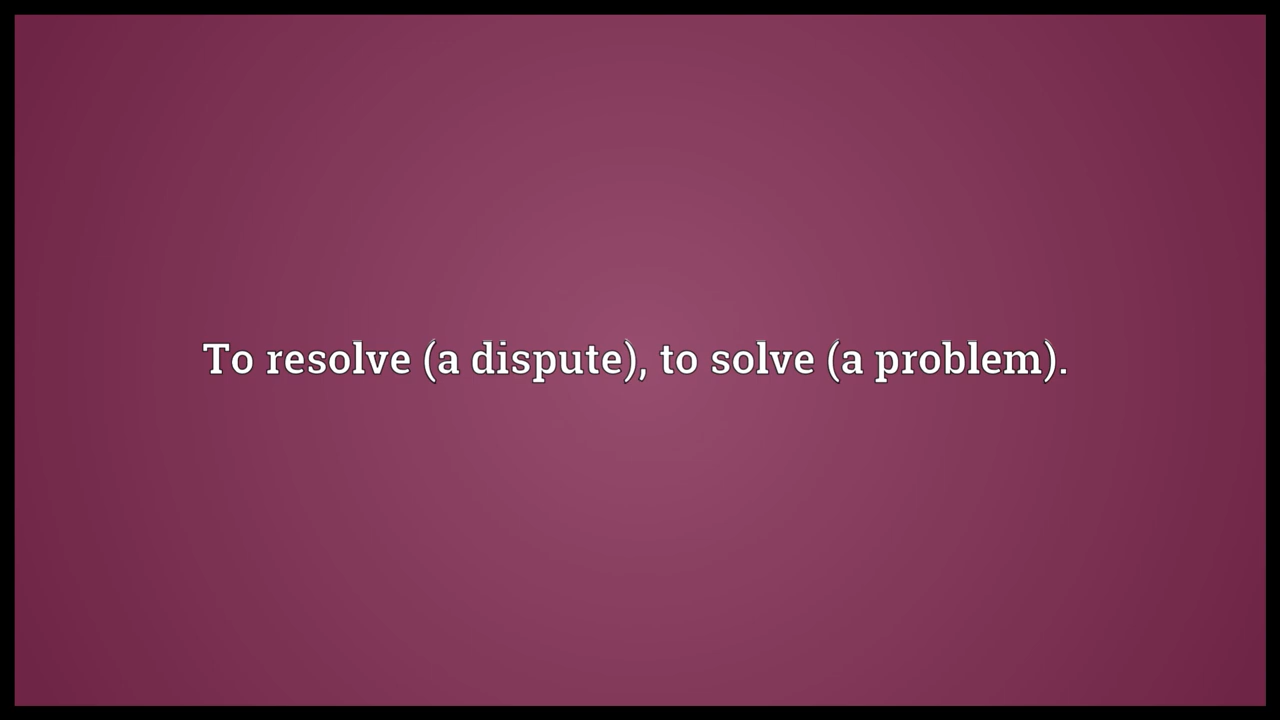 To resolve (a dispute), to solve (a problem).